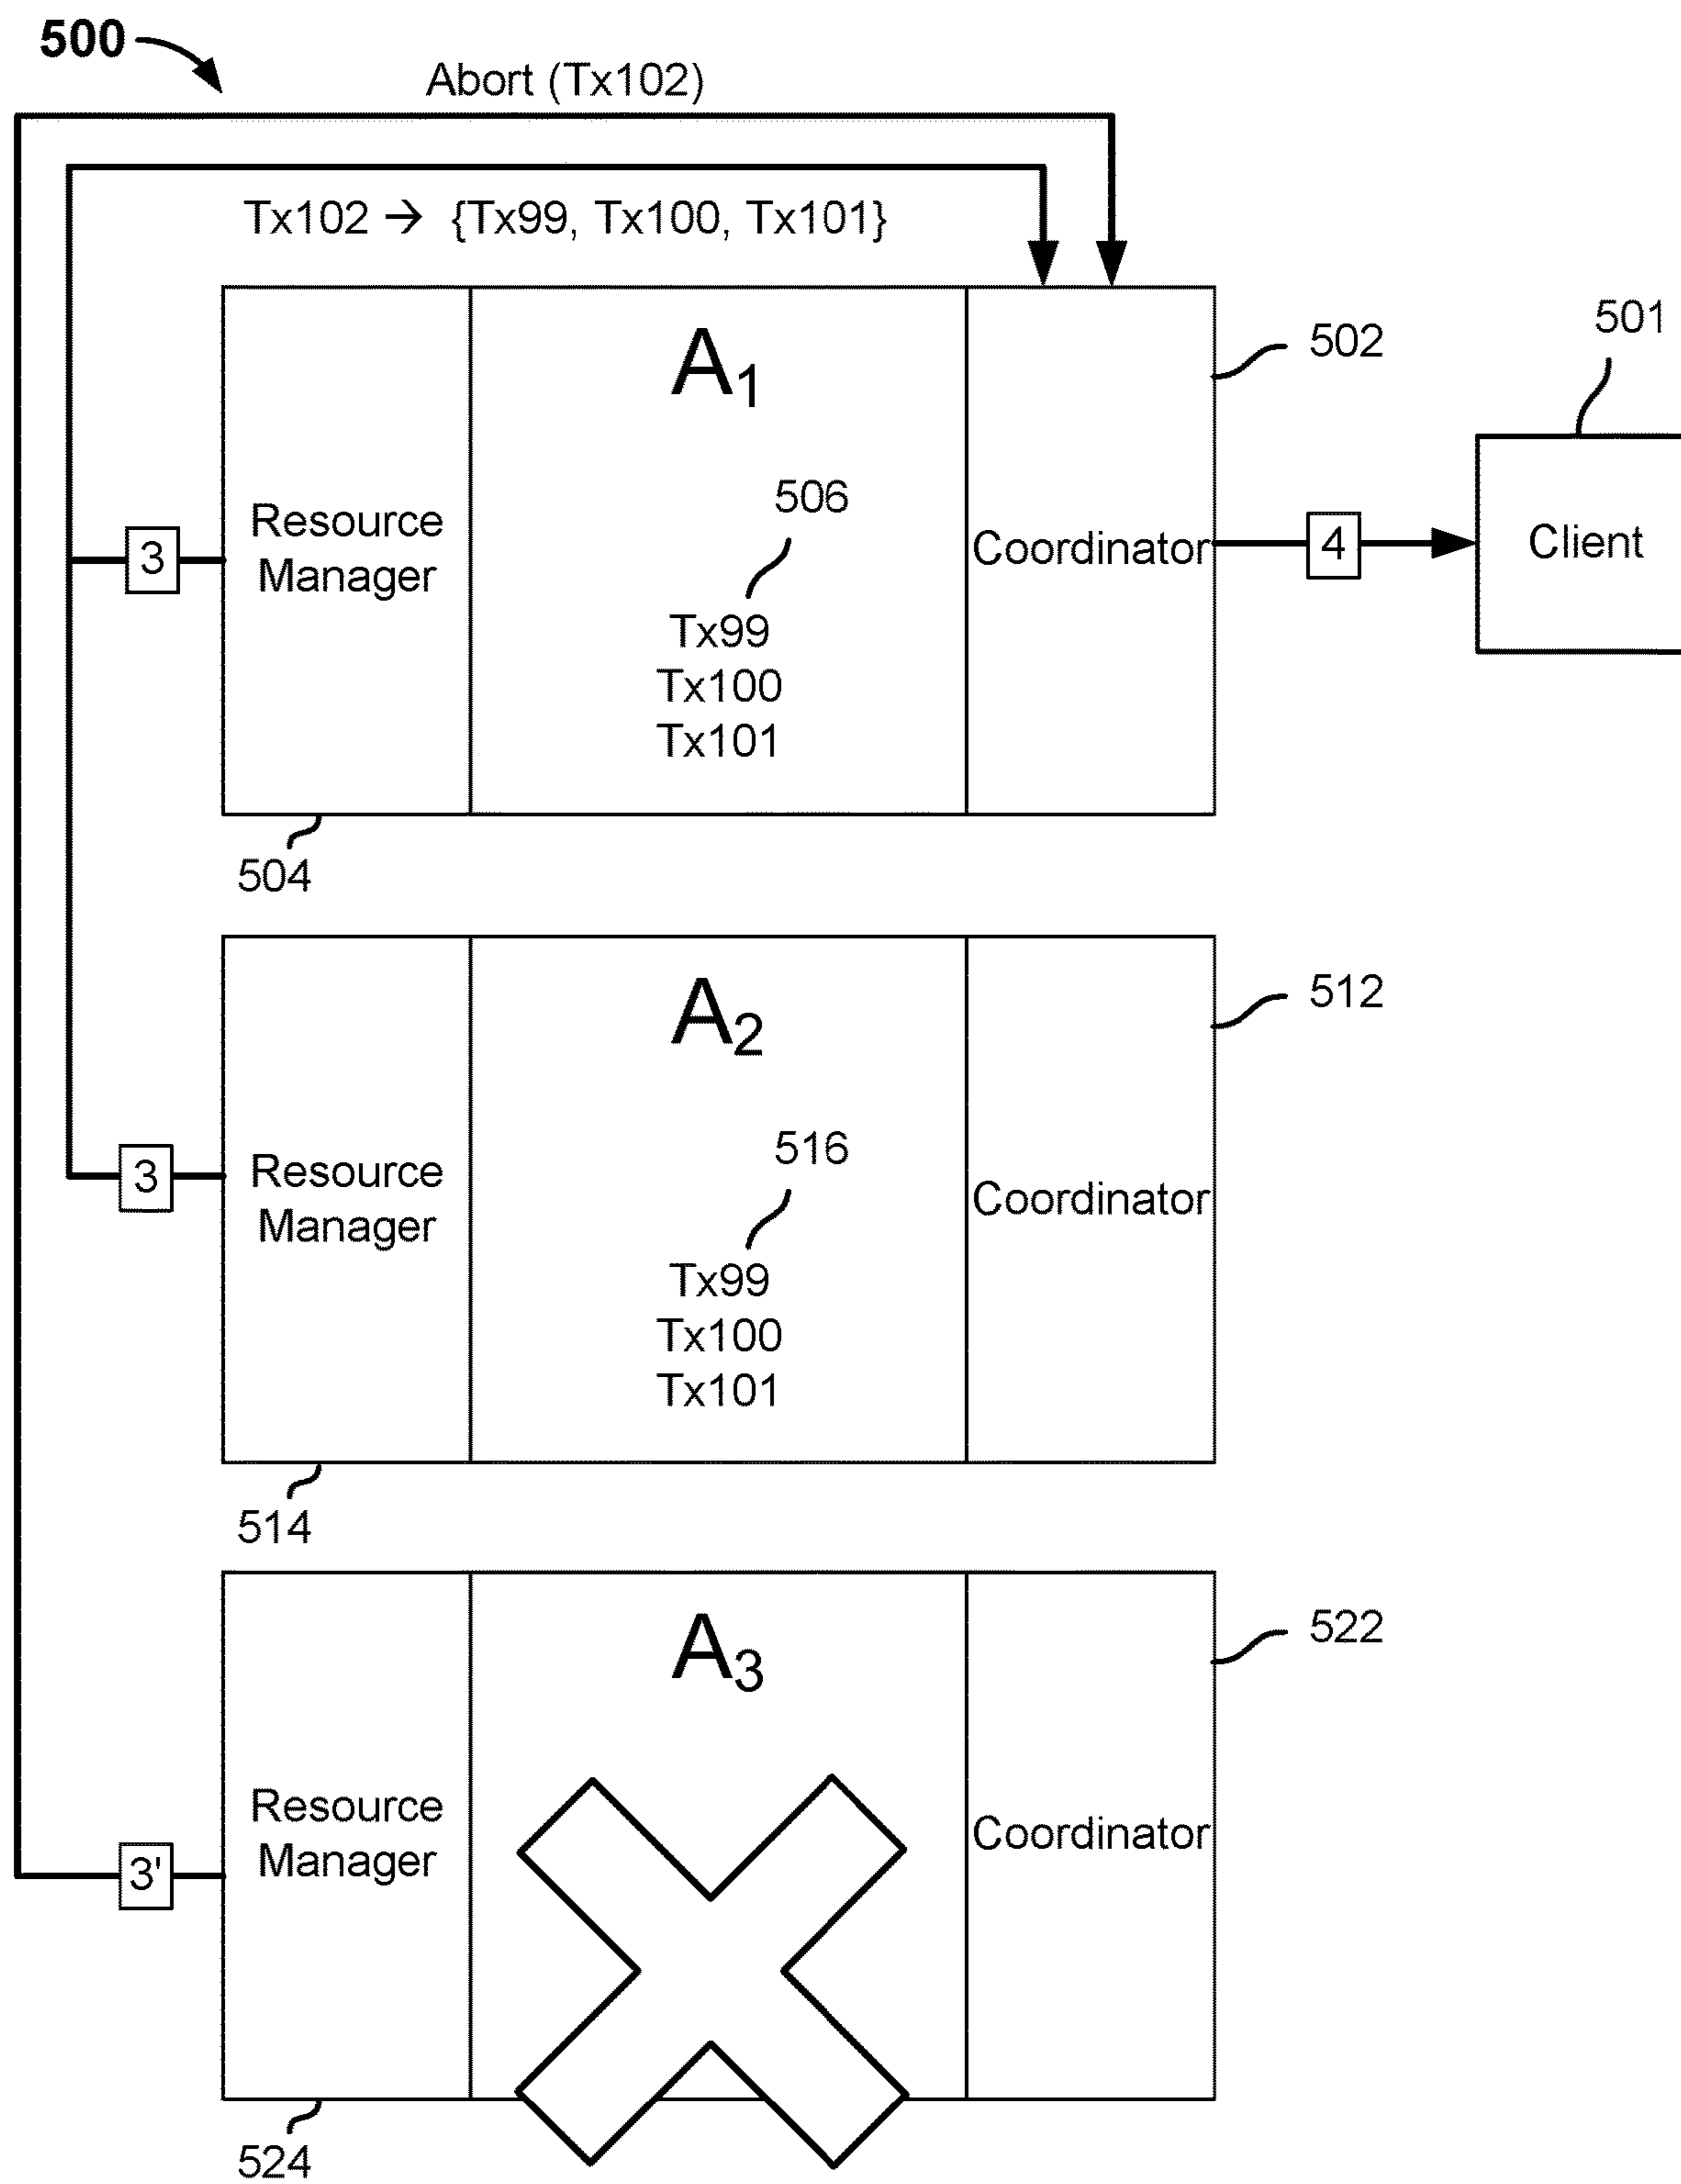 500
Abort (Tx102)
Tx102 → {Tx99, Tx100, Tx101}
A1
502
501
506
Resource
Manager
3
Coordinator
4
Client
Tx99
Tx100
Tx101
504
A2
512
516
Resource
Manager
3
Coordinator
Tx99
Tx100
Tx101
514
A3
522
Resource
Manager
3'
Coordinator
524